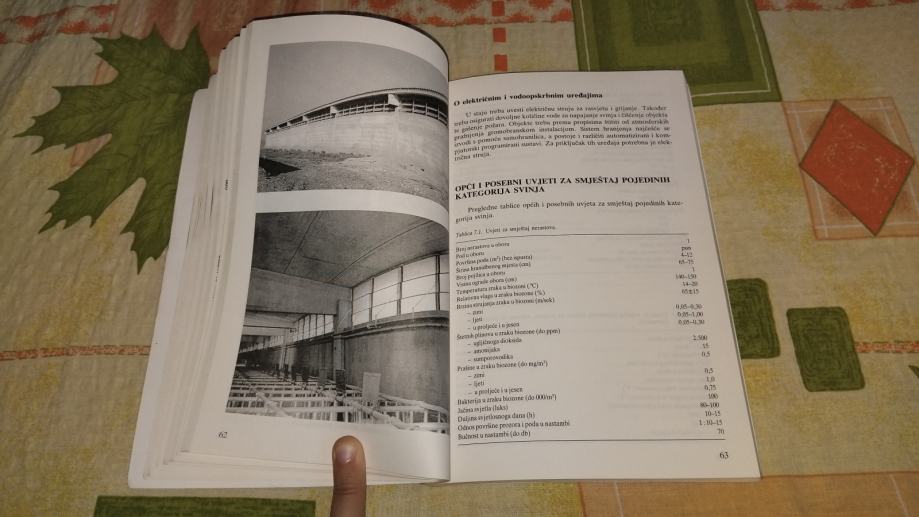 62
O električnim i vodoopskrbnim uređajima
U staju treba uvesti električnu struju za rasvjetu i grijanje. Također
treba osigurati dovoljne količine vode za napajanje svinja i čišćenje objekta
te gašenje požara. Objekte treba prema propisima štititi od atmosferskih
pražnjenja gromobranskom instalacijom. Sistem hranjenja najčešće se
izvodi s pomoću samohranilica, a postoje i različiti automatizirani i kom-
pjutorski programirani sustavi. Za priključak tih uređaja potrebna je elek-
trična struja.
OPĆI I POSEBNI UVJETI ZA SMJEŠTAJ POJEDINIH
KATEGORIJA SVINJA
Pregledne tablice općih i posebnih uvjeta za smještaj pojedinih kate-
gorija svinja.
Tablica 7.1. Uvjeti za smještaj nerastova.
Broj nerastova u oboru 1
Pod u oboru pun
Površina poda (m²) (bez ispusta) 4–12
Širina hranidbenog mjesta (cm) 65–75
Broj pojilica u oboru 1
Visina ograde obora (cm) 140–150
Temperatura zraka u biozoni (°C) 14–20
Relativna vlaga u zraku biozone (%) 65±15
Brzina strujanja zraka u biozoni (m/sek)
– zimi 0,05–0,30
– ljeti 0,05–1,00
– u proljeće i u jesen 0,05–0,30
Štetnih plinova u zraku biozone (do ppm)
– ugljičnoga dioksida 2.500
– amonijaka 15
– sumporovodika 0,5
Prašine u zraku biozone (do mg/m³)
– zimi 0,5
– ljeti 1,0
– u proljeće i u jesen 0,75
Bakterija u zraku biozone (do 000/m³) 100
Jačina svjetla (luks) 80–100
Duljina svjetlosnoga dana (h) 10–15
Odnos površine prozora i poda u nastambi 1 : 10–15
Bučnost u nastambi (do db) 70
63